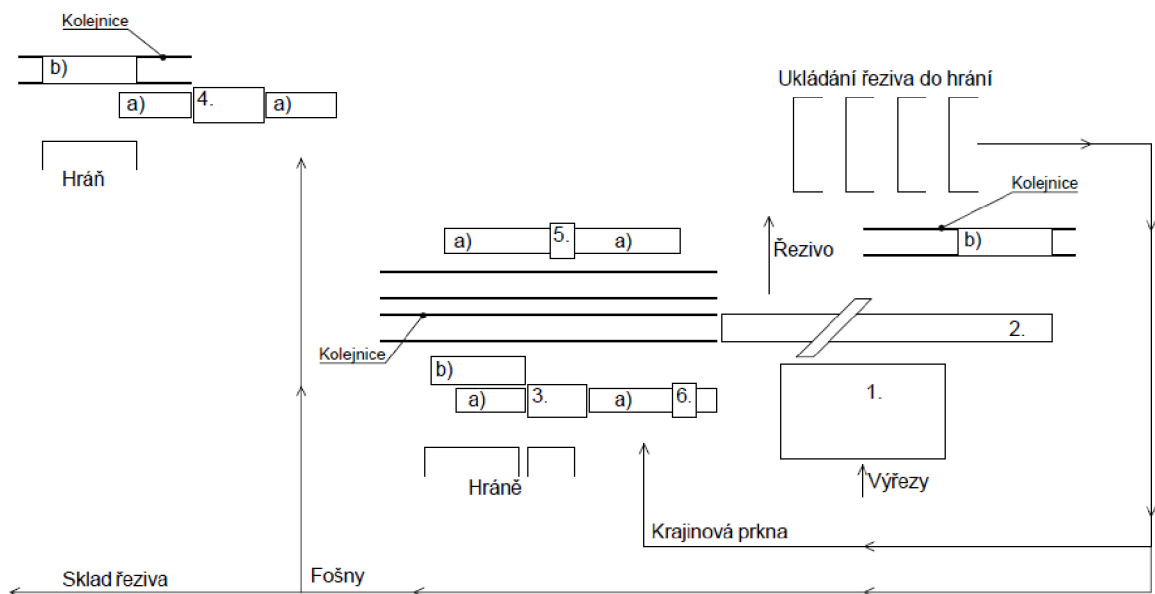 Kolejnice
b)
a)
4.
a)
Hráň
Ukládání řeziva do hrání
Kolejnice
a)
5.
a)
Řezivo
b)
Kolejnice
2.
b)
a)
3.
a)
6.
1.
Hráně
Výřezy
Krajinová prkna
Sklad řeziva
Fošny